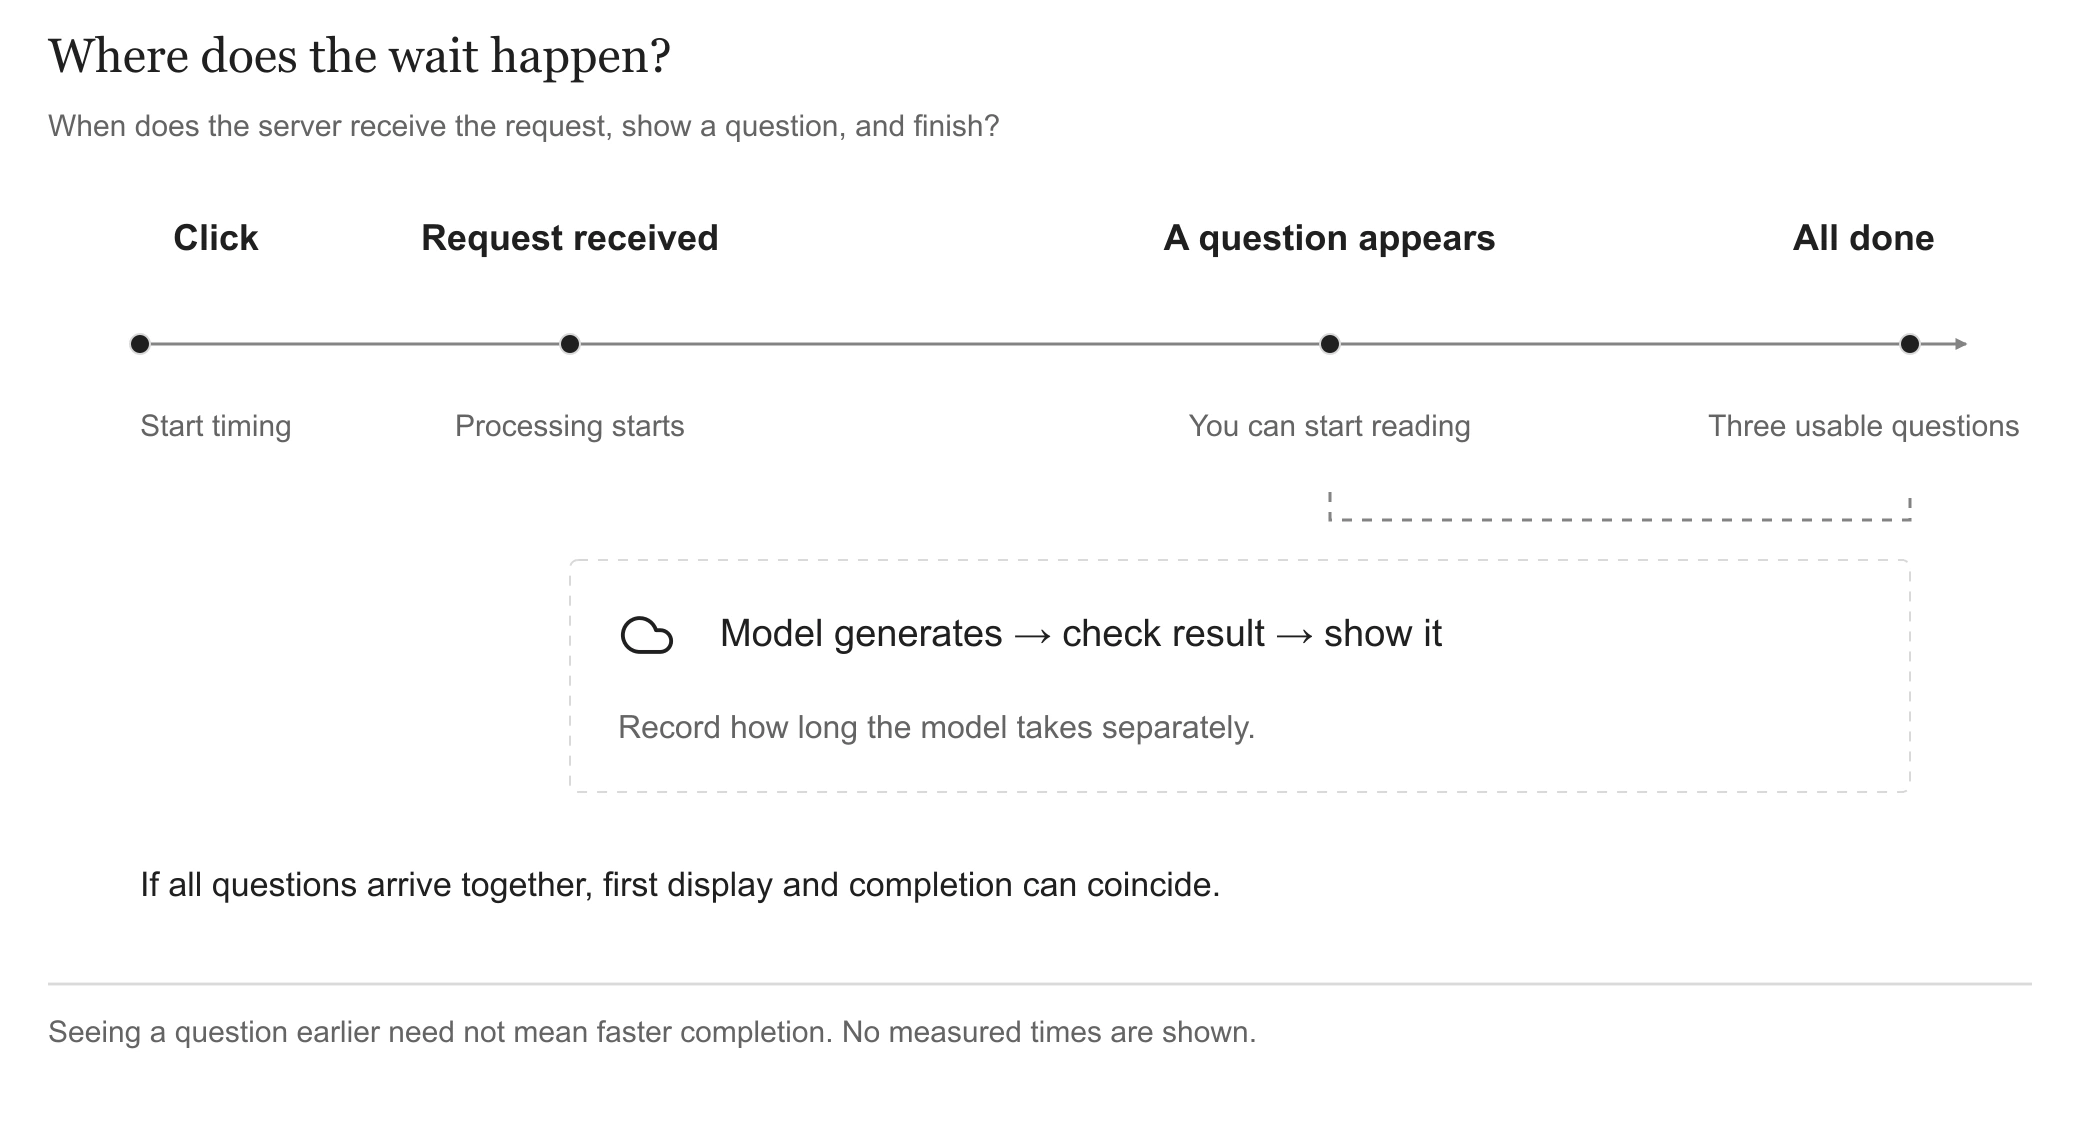 Where does the wait happen?
When does the server receive the request, show a question, and finish?
Click
Request received
A question appears
All done
Start timing
Processing starts
You can start reading
Three usable questions
Model generates → check result → show it
Record how long the model takes separately.
If all questions arrive together, first display and completion can coincide.
Seeing a question earlier need not mean faster completion. No measured times are shown.